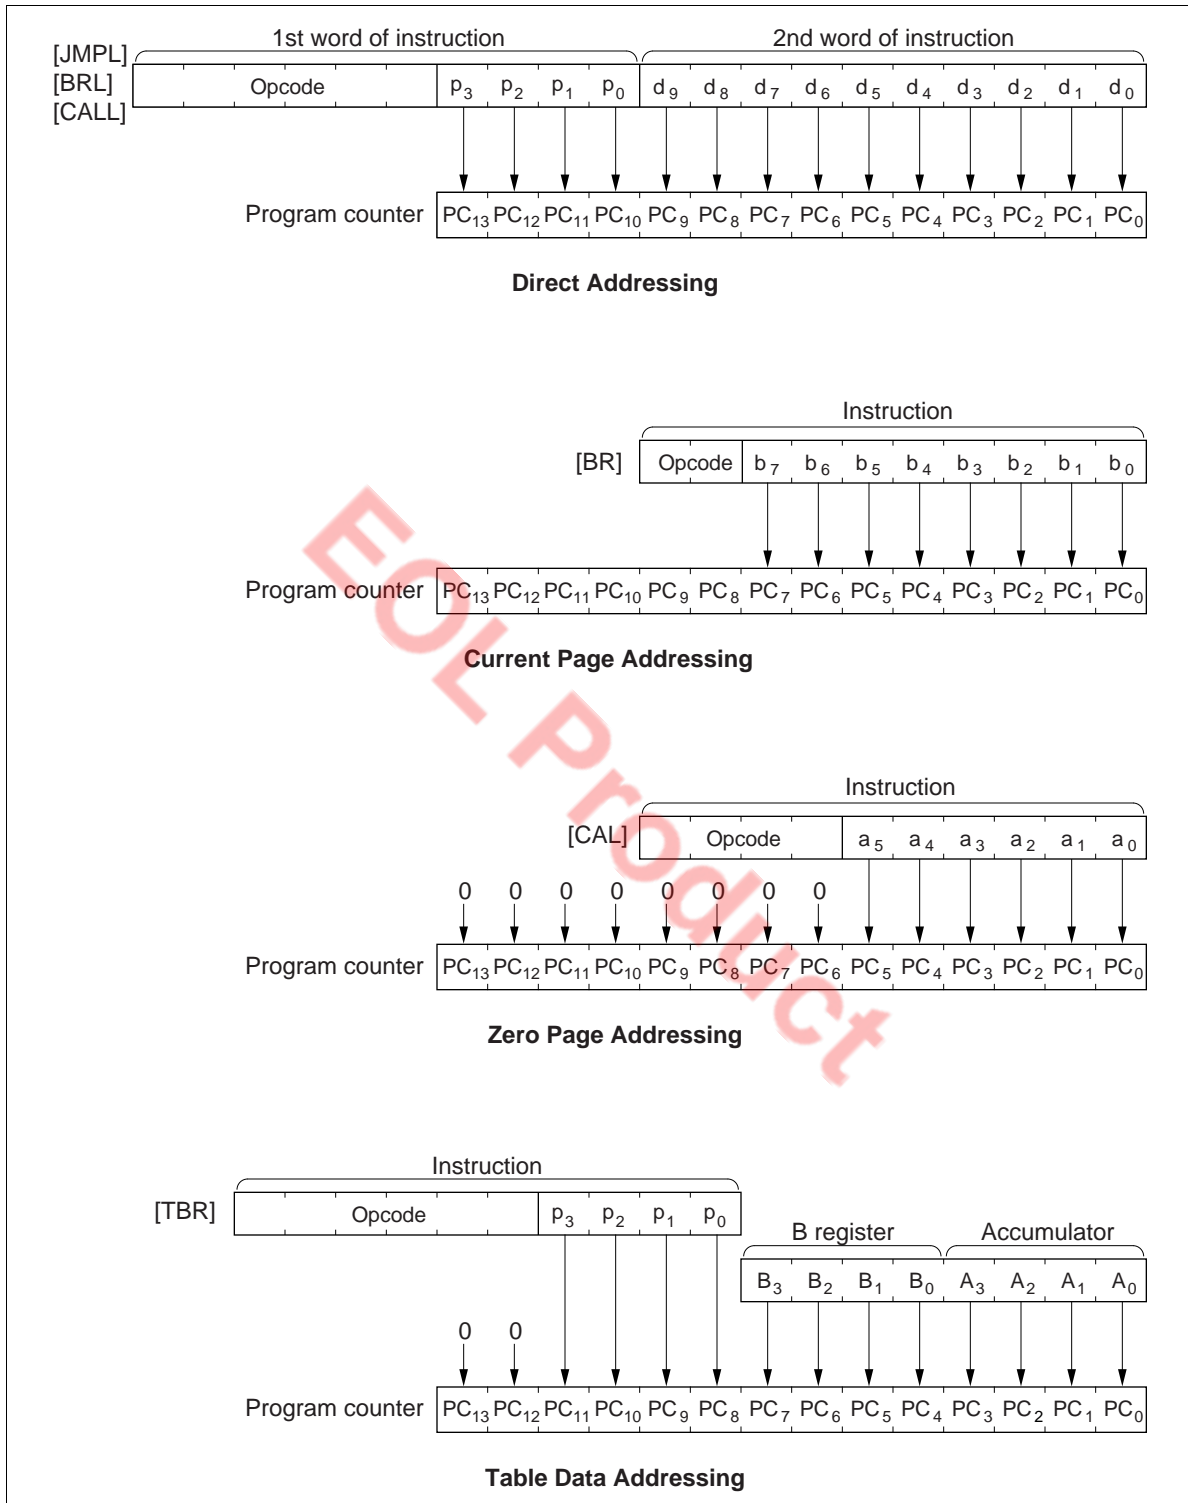 1st word of instruction 2nd word of instruction
[JMPL]
[BRL]
[CALL]
Opcode p3 p2 p1 p0 d9 d8 d7 d6 d5 d4 d3 d2 d1 d0
Program counter PC13 PC12 PC11 PC10 PC9 PC8 PC7 PC6 PC5 PC4 PC3 PC2 PC1 PC0
Direct Addressing
Instruction
[BR] Opcode b7 b6 b5 b4 b3 b2 b1 b0
Program counter PC13 PC12 PC11 PC10 PC9 PC8 PC7 PC6 PC5 PC4 PC3 PC2 PC1 PC0
Current Page Addressing
Instruction
[CAL] Opcode a5 a4 a3 a2 a1 a0
0 0 0 0 0 0 0 0
Program counter PC13 PC12 PC11 PC10 PC9 PC8 PC7 PC6 PC5 PC4 PC3 PC2 PC1 PC0
Zero Page Addressing
Instruction
[TBR] Opcode p3 p2 p1 p0
B register Accumulator
B3 B2 B1 B0 A3 A2 A1 A0
0 0
Program counter PC13 PC12 PC11 PC10 PC9 PC8 PC7 PC6 PC5 PC4 PC3 PC2 PC1 PC0
Table Data Addressing
EOL Product